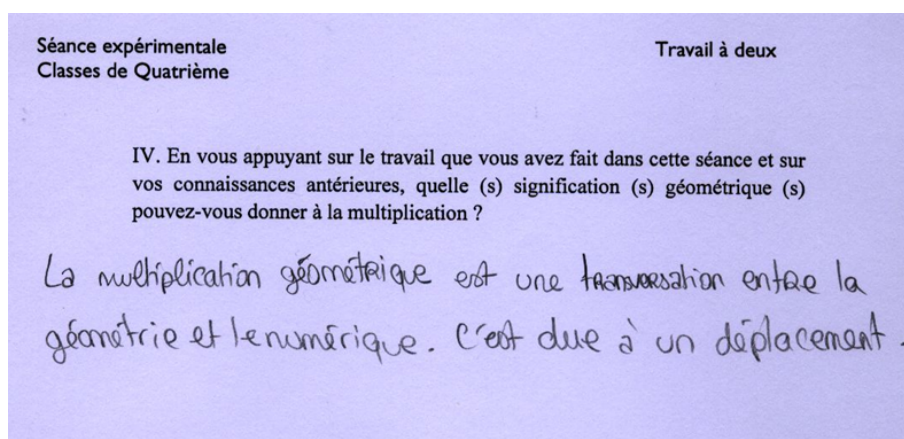 Séance expérimentale
Travail à deux
Classes de Quatrième
IV. En vous appuyant sur le travail que vous avez fait dans cette séance et sur
vos connaissances antérieures, quelle (s) signification (s) géométrique (s)
pouvez-vous donner à la multiplication ?
La multiplication géométrique est une transversation entre la
géométrie et le numérique. C'est due à un déplacement.